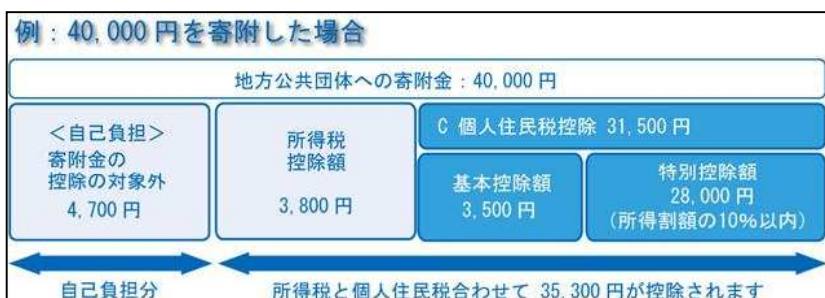 例：40,000円を寄附した場合
地方公共団体への寄附金：40,000円
＜自己負担＞
寄附金の
控除の対象外
4,700円
所得税
控除額
3,800円
C 個人住民税控除 31,500円
基本控除額
3,500円
特別控除額
28,000円
（所得割額の10％以内）
自己負担分
所得税と個人住民税合わせて 35,300円が控除されます